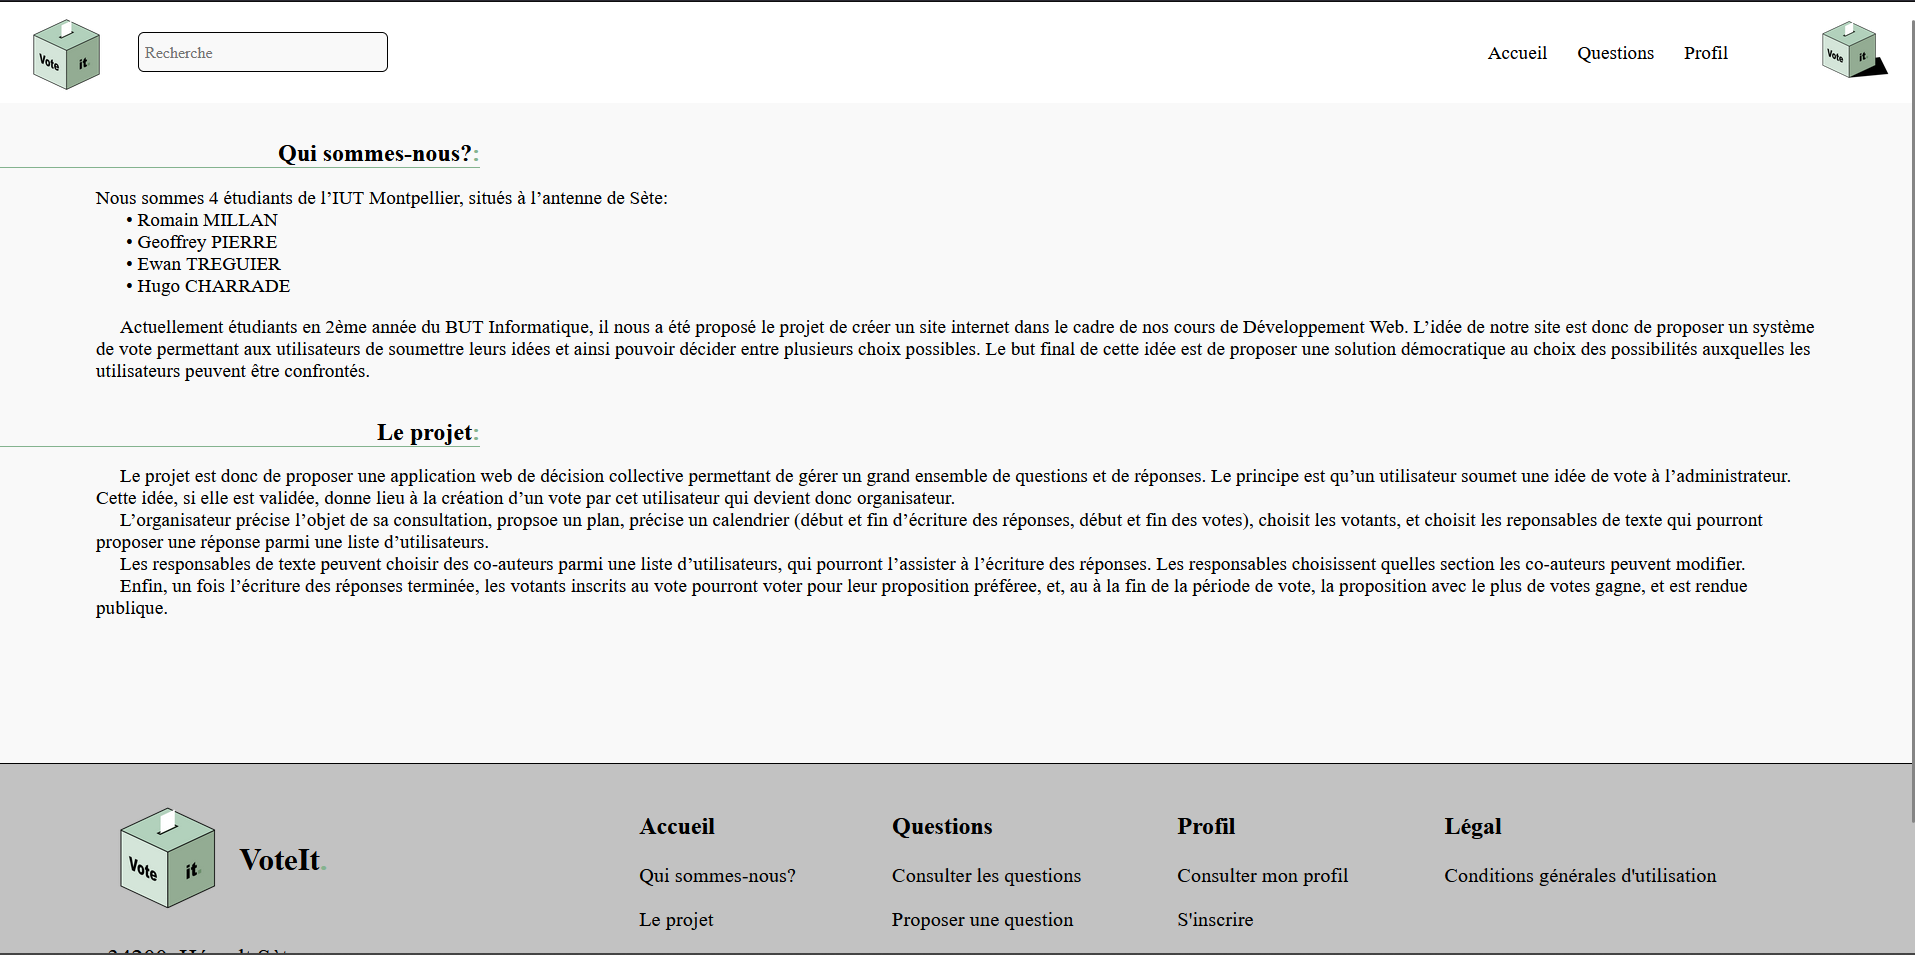 Vote it.
Recherche
Accueil Questions Profil
Vote it.
Qui sommes-nous?:
Nous sommes 4 étudiants de l’IUT Montpellier, situés à l’antenne de Sète:
• Romain MILLAN
• Geoffrey PIERRE
• Ewan TREGUIER
• Hugo CHARRADE
Actuellement étudiants en 2ème année du BUT Informatique, il nous a été proposé le projet de créer un site internet dans le cadre de nos cours de Développement Web. L’idée de notre site est donc de proposer un système
de vote permettant aux utilisateurs de soumettre leurs idées et ainsi pouvoir décider entre plusieurs choix possibles. Le but final de cette idée est de proposer une solution démocratique au choix des possibilités auxquelles les
utilisateurs peuvent être confrontés.
Le projet:
Le projet est donc de proposer une application web de décision collective permettant de gérer un grand ensemble de questions et de réponses. Le principe est qu’un utilisateur soumet une idée de vote à l’administrateur.
Cette idée, si elle est validée, donne lieu à la création d’un vote par cet utilisateur qui devient donc organisateur.
L’organisateur précise l’objet de sa consultation, propsoe un plan, précise un calendrier (début et fin d’écriture des réponses, début et fin des votes), choisit les votants, et choisit les reponsables de texte qui pourront
proposer une réponse parmi une liste d’utilisateurs.
Les responsables de texte peuvent choisir des co-auteurs parmi une liste d’utilisateurs, qui pourront l’assister à l’écriture des réponses. Les responsables choisissent quelles section les co-auteurs peuvent modifier.
Enfin, un fois l’écriture des réponses terminée, les votants inscrits au vote pourront voter pour leur proposition préférée, et, au à la fin de la période de vote, la proposition avec le plus de votes gagne, et est rendue
publique.
Vote it.
VoteIt.
Accueil Questions Profil Légal
Qui sommes-nous? Consulter les questions Consulter mon profil Conditions générales d'utilisation
Le projet Proposer une question S'inscrire